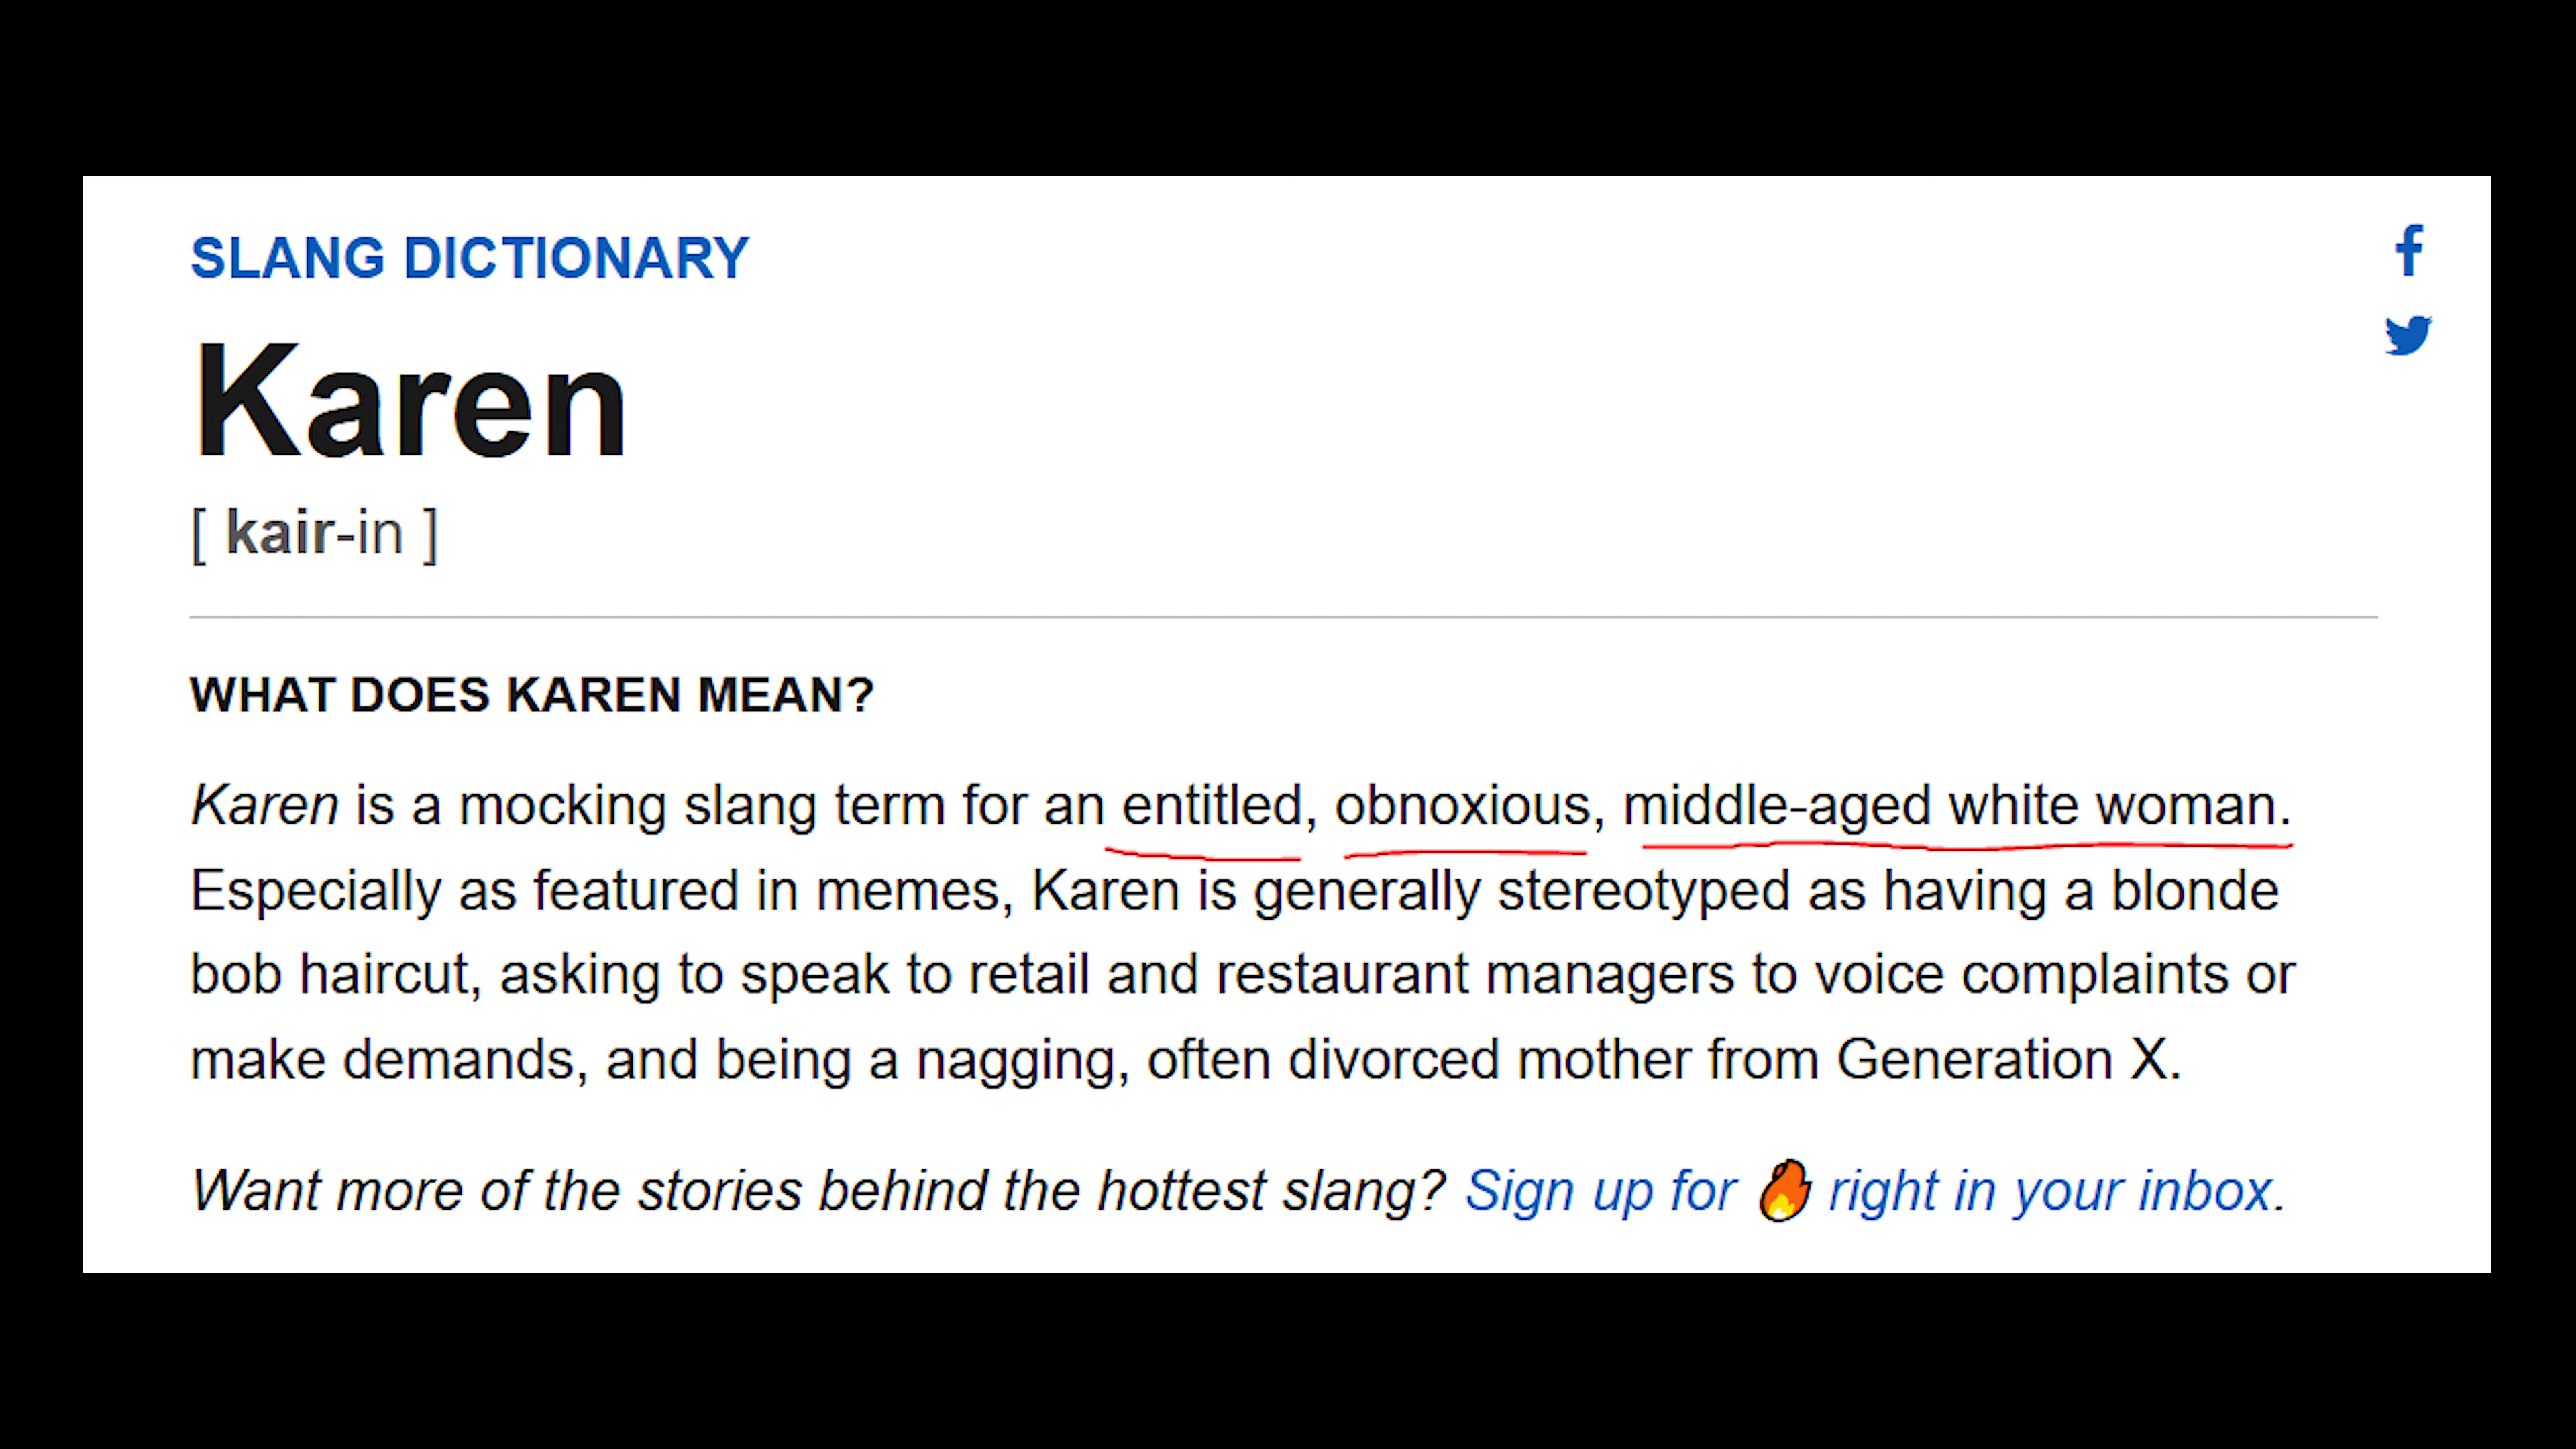 SLANG DICTIONARY
Karen
[ kair-in ]
WHAT DOES KAREN MEAN?
Karen is a mocking slang term for an entitled, obnoxious, middle-aged white woman.
Especially as featured in memes, Karen is generally stereotyped as having a blonde
bob haircut, asking to speak to retail and restaurant managers to voice complaints or
make demands, and being a nagging, often divorced mother from Generation X.
Want more of the stories behind the hottest slang? Sign up for 🔥 right in your inbox.